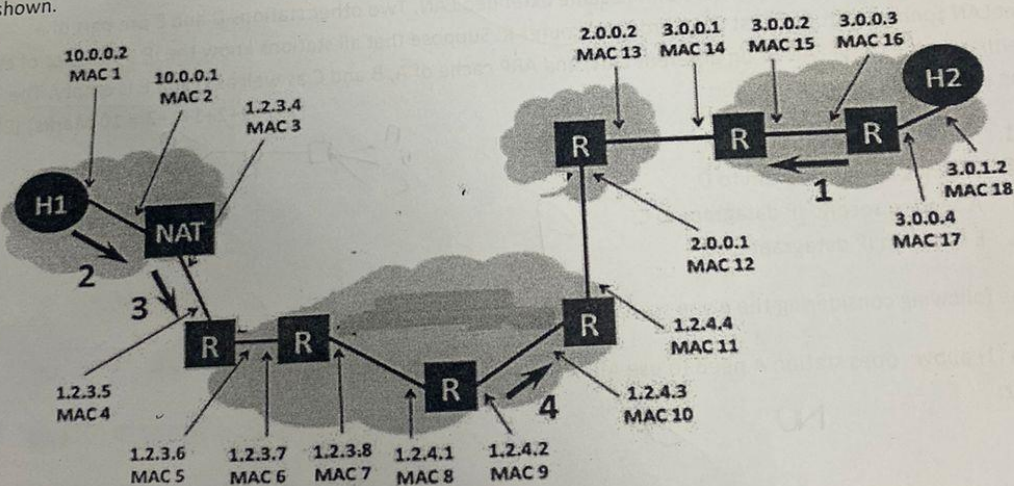 shown.
10.0.0.2
MAC 1
10.0.0.1
MAC 2
1.2.3.4
MAC 3
2.0.0.2
MAC 13
3.0.0.1
MAC 14
3.0.0.2
MAC 15
3.0.0.3
MAC 16
H2
R
R
R
1
3.0.1.2
MAC 18
3.0.0.4
MAC 17
H1
NAT
2
3
2.0.0.1
MAC 12
R
R
R
R
4
1.2.4.4
MAC 11
1.2.3.5
MAC 4
1.2.4.3
MAC 10
1.2.3.6
MAC 5
1.2.3.7
MAC 6
1.2.3.8
MAC 7
1.2.4.1
MAC 8
1.2.4.2
MAC 9